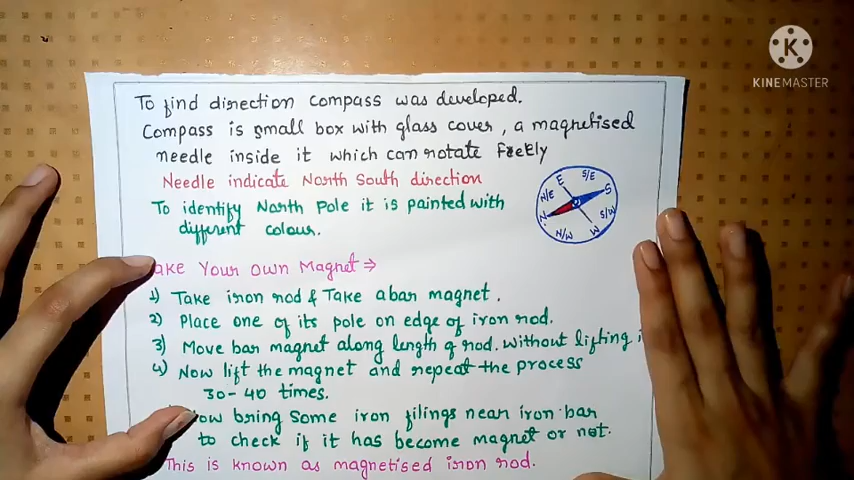 K
KINEMASTER
To find direction compass was developed.
Compass is small box with glass cover, a magnetised
needle inside it which can rotate freely
Needle indicate North South direction
To identify North Pole it is painted with
different colour.
E
S/E
S
S/W
W
N/W
N
N/E
ake Your own Magnet ⇒
1) Take iron rod & Take a bar magnet.
2) Place one of its pole on edge of iron rod.
3) Move bar magnet along length of rod. without lifting i
4) Now lift the magnet and repeat the process
30-40 times.
ow bring some iron filings near iron bar
to check if it has become magnet or not.
This is known as magnetised iron rod.